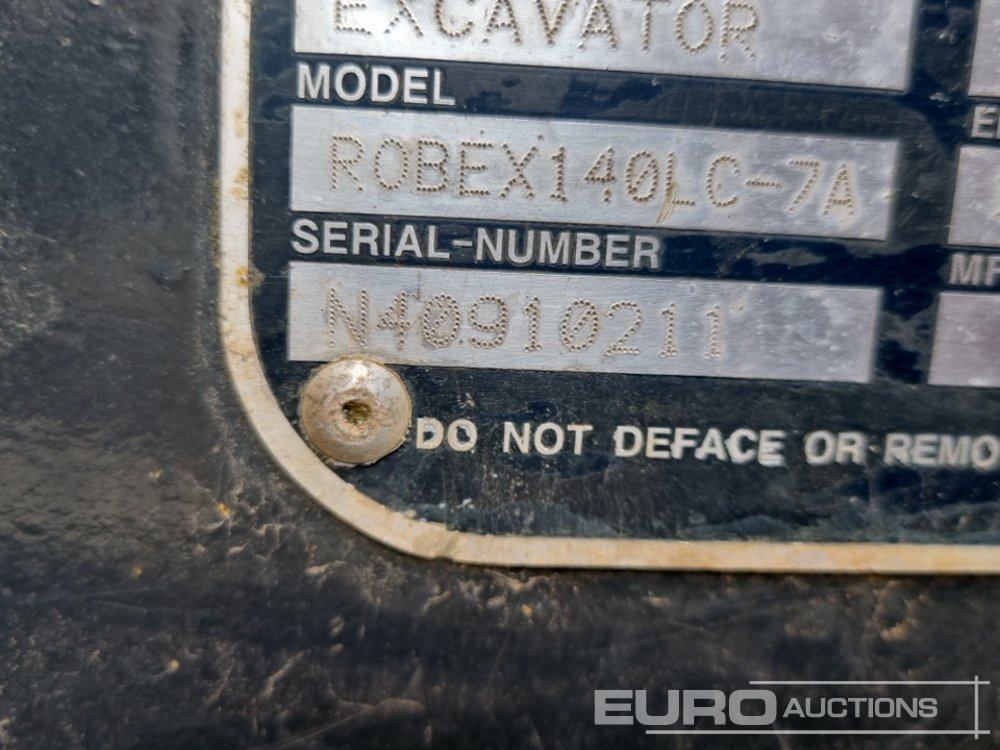 EXCAVATOR
MODEL
ROBEX140LC-7A
SERIAL-NUMBER
N40910211
DO NOT DEFACE OR REMO
EURO AUCTIONS